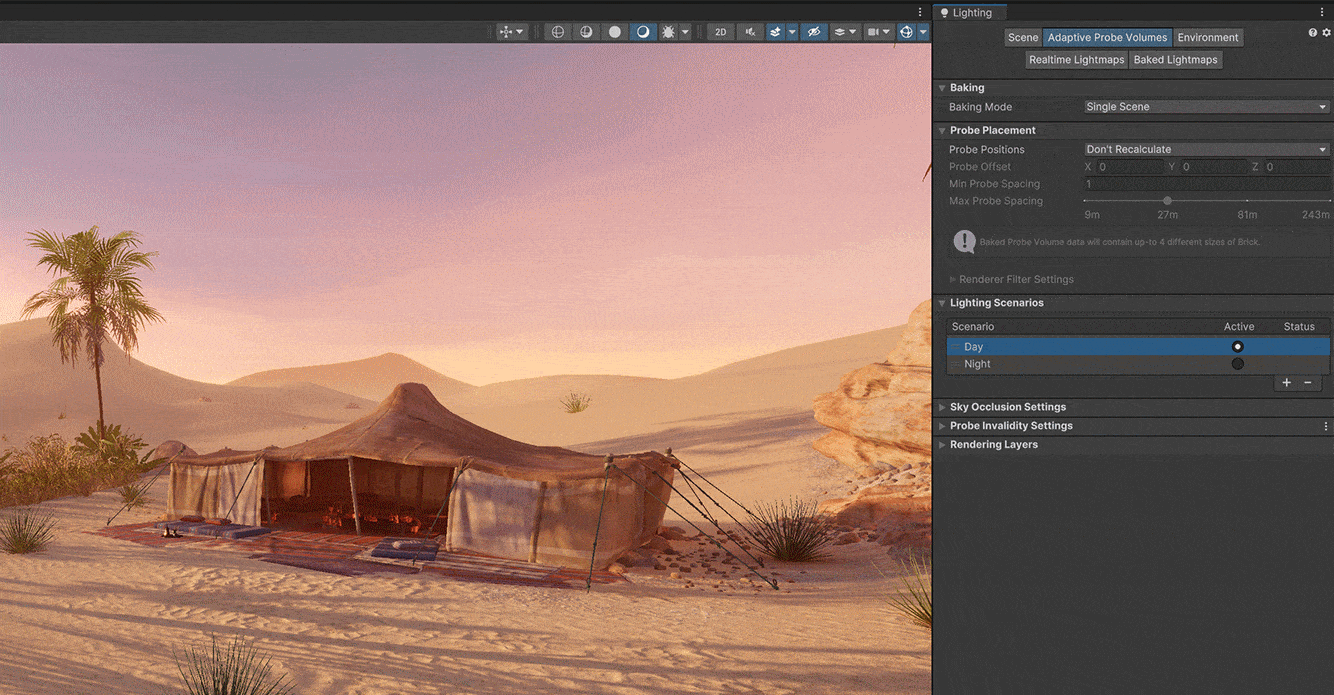 2D
Lighting
Scene Adaptive Probe Volumes Environment
Realtime Lightmaps Baked Lightmaps
Baking
Baking Mode Single Scene
Probe Placement
Probe Positions Don't Recalculate
Probe Offset X 0 Y 0 Z 0
Min Probe Spacing 1
Max Probe Spacing
9m 27m 81m 243m
Baked Probe Volume data will contain up-to 4 different sizes of Brick.
Renderer Filter Settings
Lighting Scenarios
Scenario Active Status
Day
Night
Sky Occlusion Settings
Probe Invalidity Settings
Rendering Layers